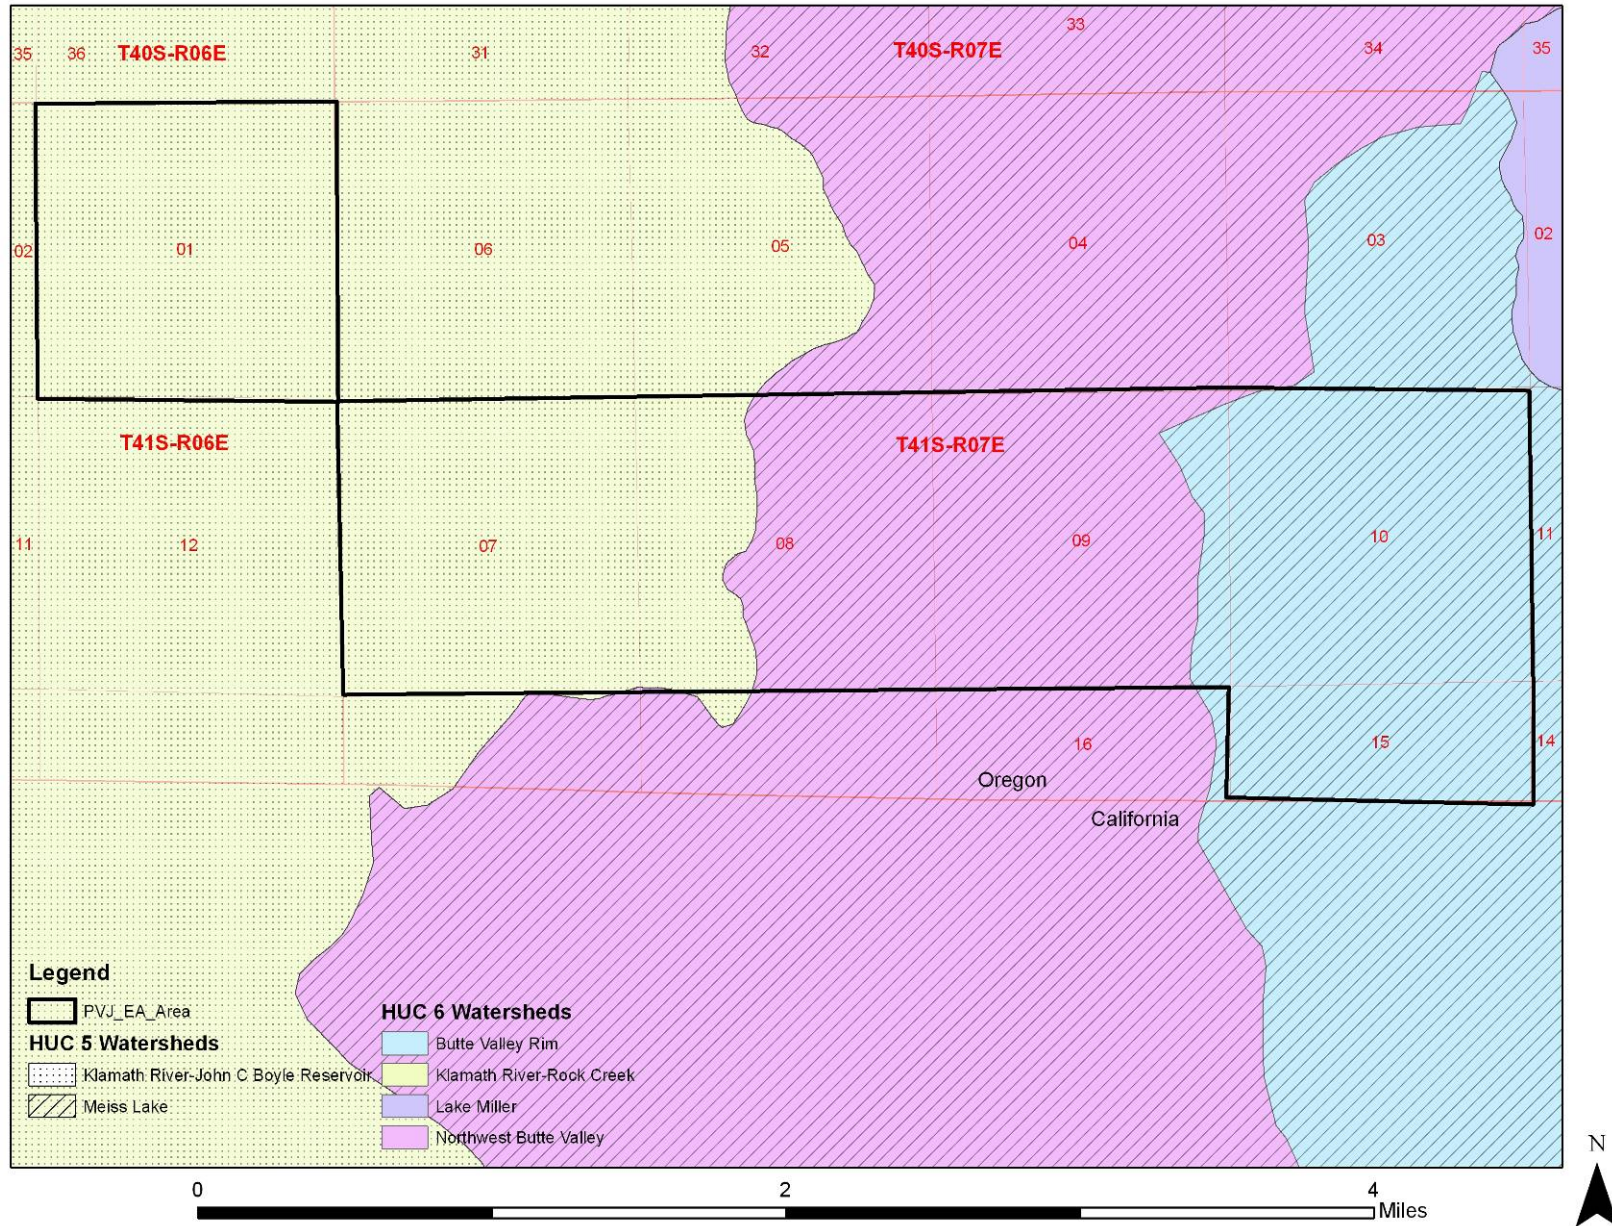 35 36 T40S-R06E 31 32 T40S-R07E 33 34 35
02 01 06 05 04 03 02
T41S-R06E T41S-R07E
11 12 07 08 09 10 11
16 15 14
Oregon
California
Legend
PVJ_EA_Area
HUC 5 Watersheds
Klamath River-John C Boyle Reservoir
Meiss Lake
HUC 6 Watersheds
Butte Valley Rim
Klamath River-Rock Creek
Lake Miller
Northwest Butte Valley
N
0 2 4
Miles